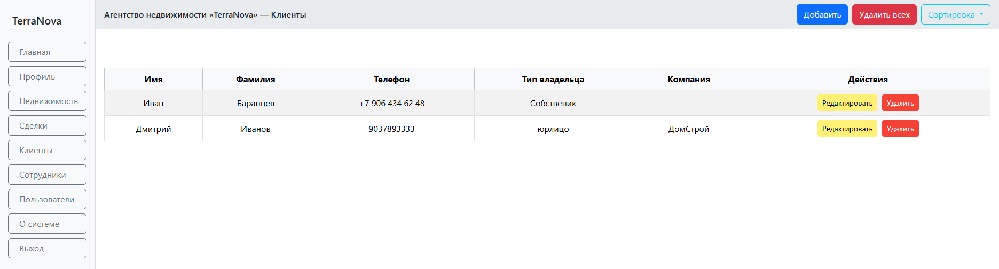 TerraNova
Главная
Профиль
Недвижимость
Сделки
Клиенты
Сотрудники
Пользователи
О системе
Выход
Агентство недвижимости «TerraNova» — Клиенты
Добавить Удалить всех Сортировка
Имя Фамилия Телефон Тип владельца Компания Действия
Иван Баранцев +7 906 434 62 48 Собственик Редактировать Удалить
Дмитрий Иванов 9037893333 юрлицо ДомСтрой Редактировать Удалить